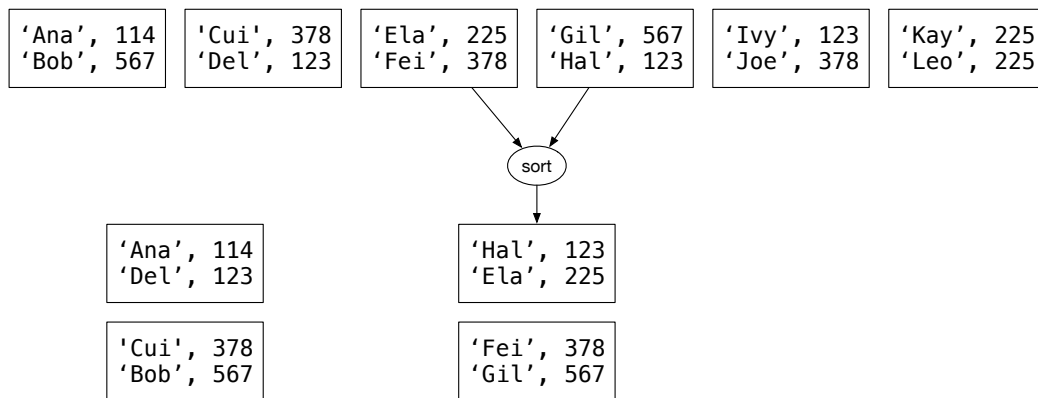 ‘Ana’, 114
‘Bob’, 567
'Cui', 378
‘Del’, 123
‘Ela’, 225
‘Fei’, 378
‘Gil’, 567
‘Hal’, 123
‘Ivy’, 123
‘Joe’, 378
‘Kay’, 225
‘Leo’, 225
sort
‘Ana’, 114
‘Del’, 123
‘Hal’, 123
‘Ela’, 225
'Cui', 378
‘Bob’, 567
‘Fei’, 378
‘Gil’, 567